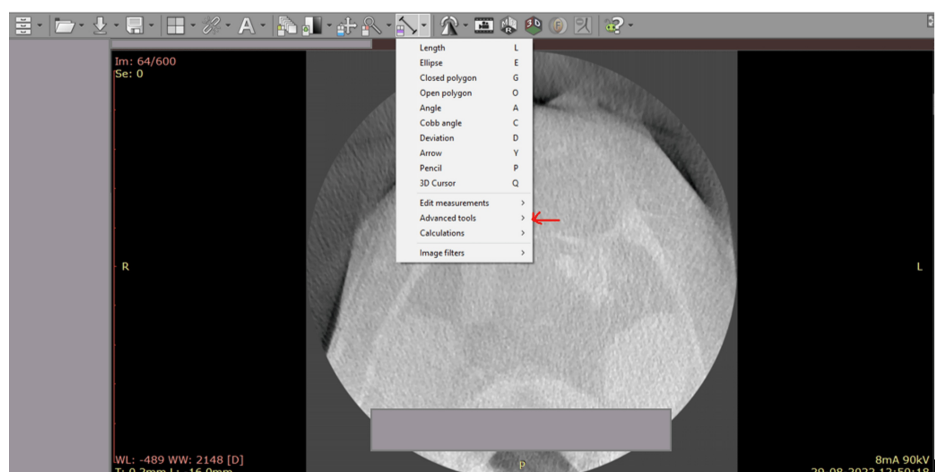 Im: 64/600
Se: 0
Length L
Ellipse E
Closed polygon G
Open polygon O
Angle A
Cobb angle C
Deviation D
Arrow Y
Pencil P
3D Cursor Q
Edit measurements >
Advanced tools >
Calculations >
Image filters >
R
L
WL: -489 WW: 2148 [D]
P
8mA 90kV